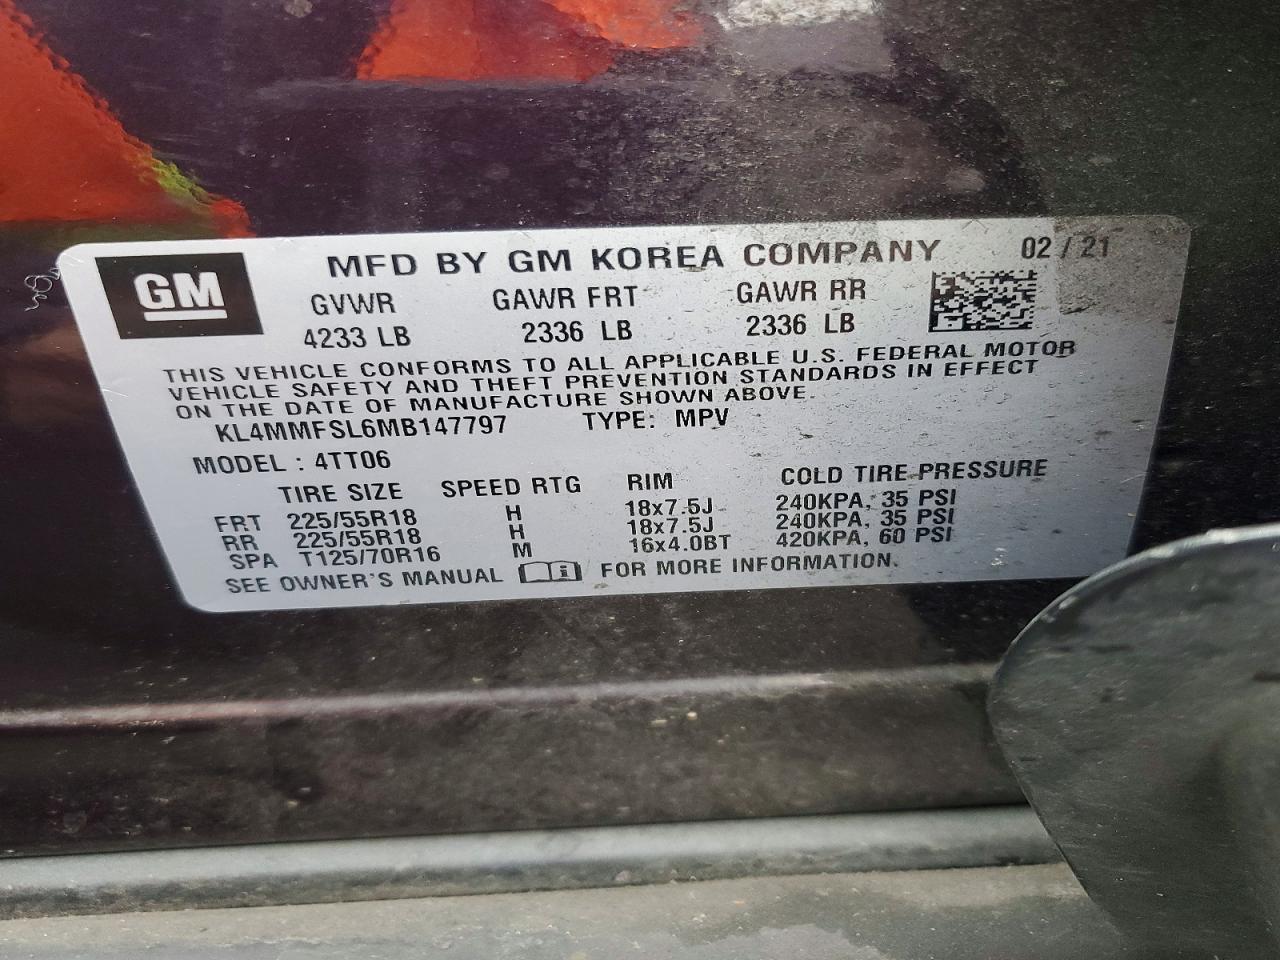 GM
MFD BY GM KOREA COMPANY 02 / 21
GVWR GAWR FRT GAWR RR
4233 LB 2336 LB 2336 LB
THIS VEHICLE CONFORMS TO ALL APPLICABLE U.S. FEDERAL MOTOR
VEHICLE SAFETY AND THEFT PREVENTION STANDARDS IN EFFECT
ON THE DATE OF MANUFACTURE SHOWN ABOVE.
KL4MMFSL6MB147797 TYPE: MPV
MODEL : 4TT06
TIRE SIZE SPEED RTG RIM COLD TIRE PRESSURE
FRT 225/55R18 H 18x7.5J 240KPA, 35 PSI
RR 225/55R18 H 18x7.5J 240KPA, 35 PSI
SPA T125/70R16 M 16x4.0BT 420KPA, 60 PSI
SEE OWNER'S MANUAL i FOR MORE INFORMATION.